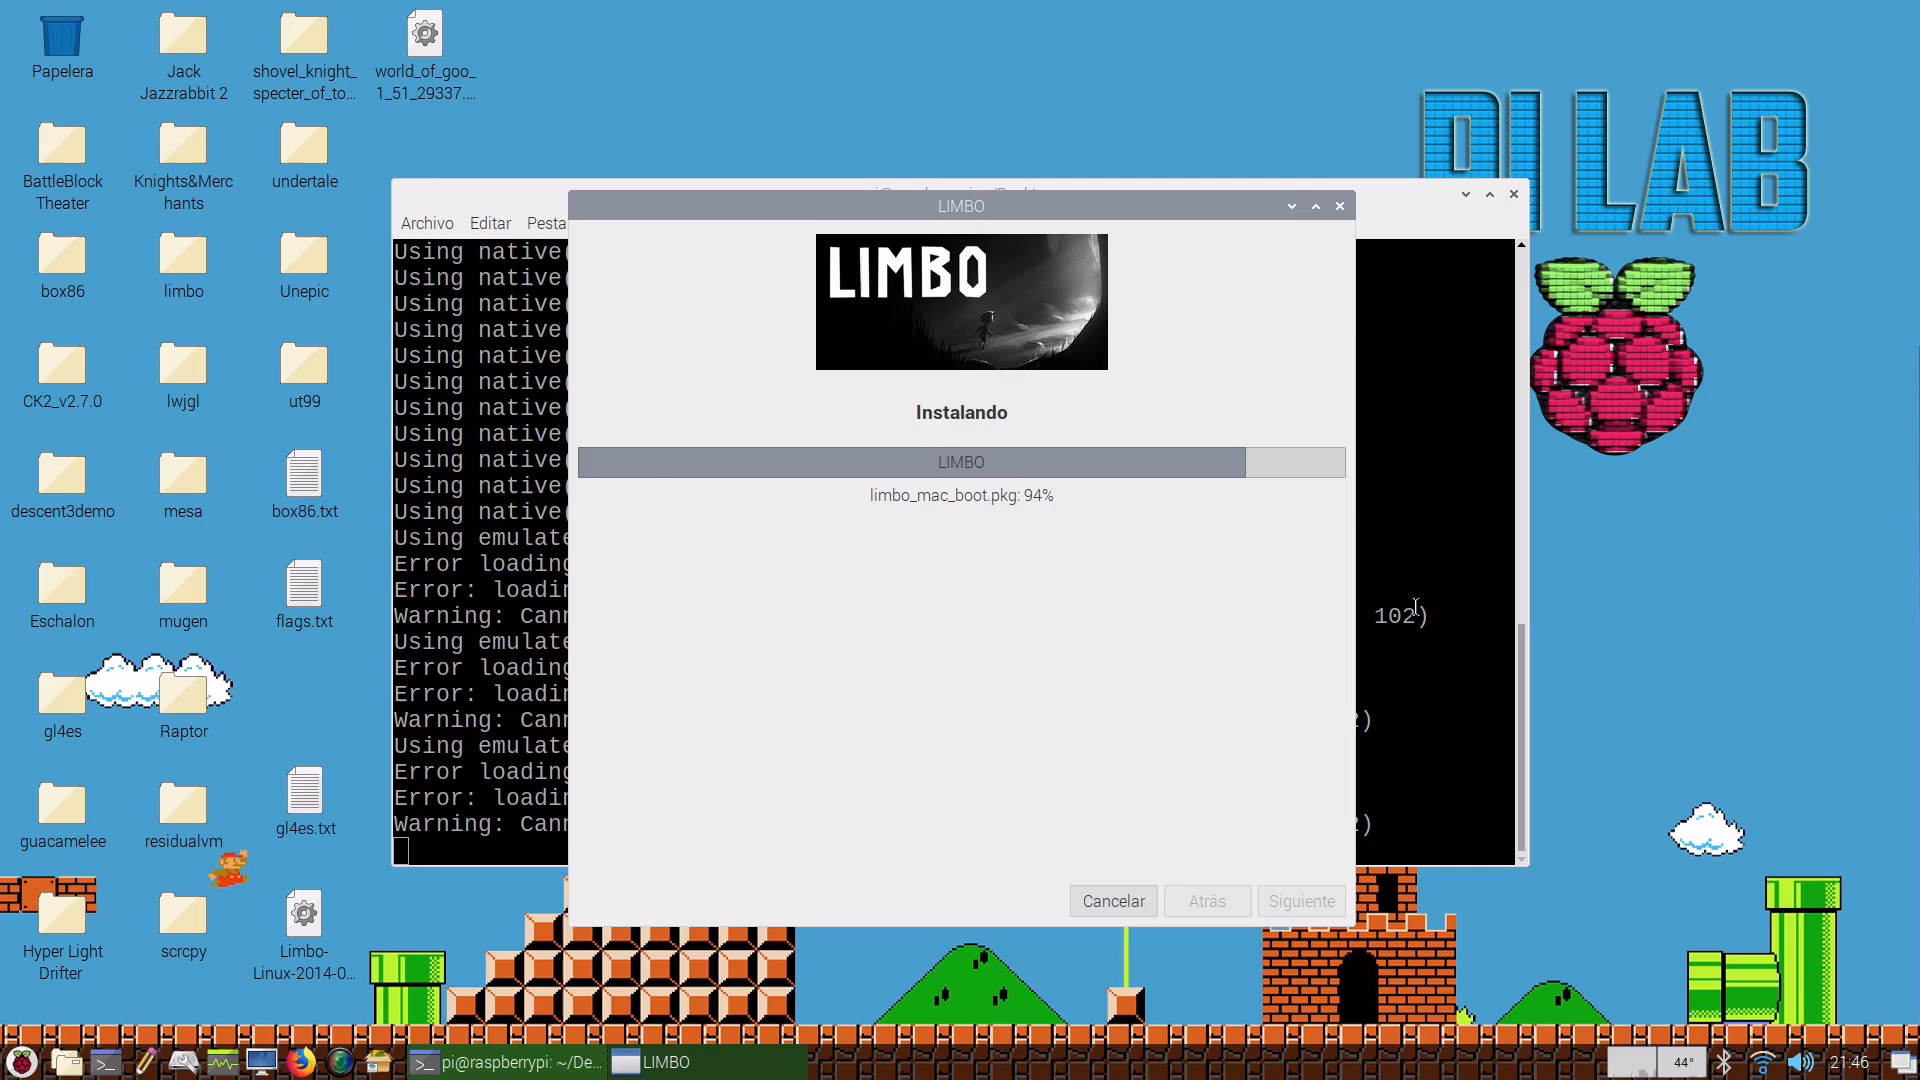 Papelera
Jack
Jazzrabbit 2
shovel_knight_
specter_of_to...
world_of_goo_
1_51_29337....
BattleBlock
Theater
Knights&Merc
hants
undertale
box86
limbo
Unepic
CK2_v2.7.0
lwjgl
ut99
descent3demo
mesa
box86.txt
Eschalon
mugen
flags.txt
gl4es
Raptor
guacamelee
residualvm
gl4es.txt
Hyper Light
Drifter
scrcpy
Limbo-
Linux-2014-0...
PI LAB
Archivo Editar Pesta
Using native(
Using native(
Using native(
Using native(
Using native(
Using native(
Using native(
Using native(
Using native(
Using native(
Using native(
Using emulate
Error loading
Error: loadin
Warning: Cann 102)
Using emulate
Error loading
Error: loadin
Warning: Cann 2)
Using emulate
Error loading
Error: loadin
Warning: Cann 2)
LIMBO
LIMBO
Instalando
LIMBO
limbo_mac_boot.pkg: 94%
Cancelar Atrás Siguiente
pi@raspberrypi: ~/De... LIMBO 44° 21:46